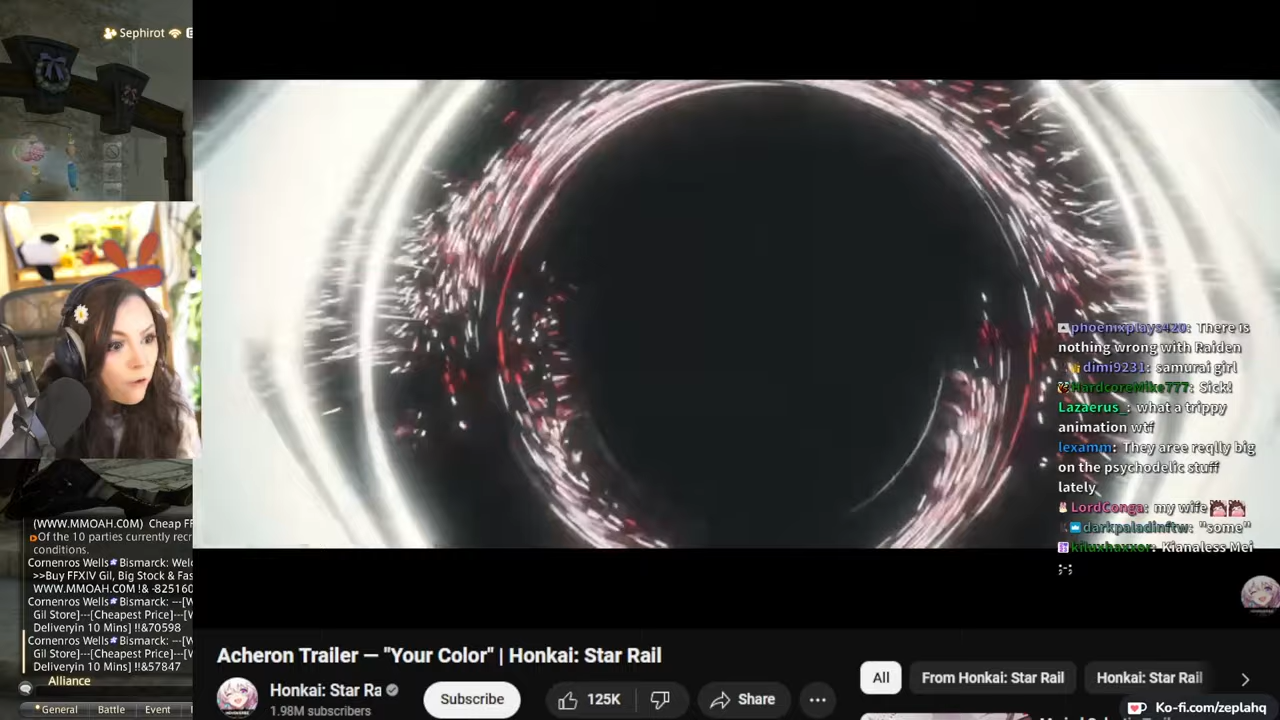 Sephirot
(WWW.MMOAH.COM) Cheap FF
Of the 10 parties currently recr
conditions.
Cornenros Wells Bismarck: Welc
>>Buy FFXIV Gil, Big Stock & Fas
WWW.MMOAH.C0M !& -825160
Cornenros Wells Bismarck: ---[W
Gil Store]---[Cheapest Price]---[W
Deliveryin 10 Mins] !!&70598
Cornenros Wells Bismarck: ---[W
Gil Store]---[Cheapest Price]---[W
Deliveryin 10 Mins] !!&57847
Alliance
General Battle Event
phoenixplays420: There is
nothing wrong with Raiden
dimi9231: samurai girl
HardcoreMike777: Sick!
Lazaerus_: what a trippy
animation wtf
lexamm: They aree reqlly big
on the psychodelic stuff
lately
LordConga: my wife
darkpaladinftw: "some"
kiluxhaxxor: Kianaless Mei
;-;
Acheron Trailer — "Your Color" | Honkai: Star Rail
Honkai: Star Ra
1.98M subscribers
Subscribe
125K
Share
All
From Honkai: Star Rail
Honkai: Star Rail
Ko-fi.com/zeplahq